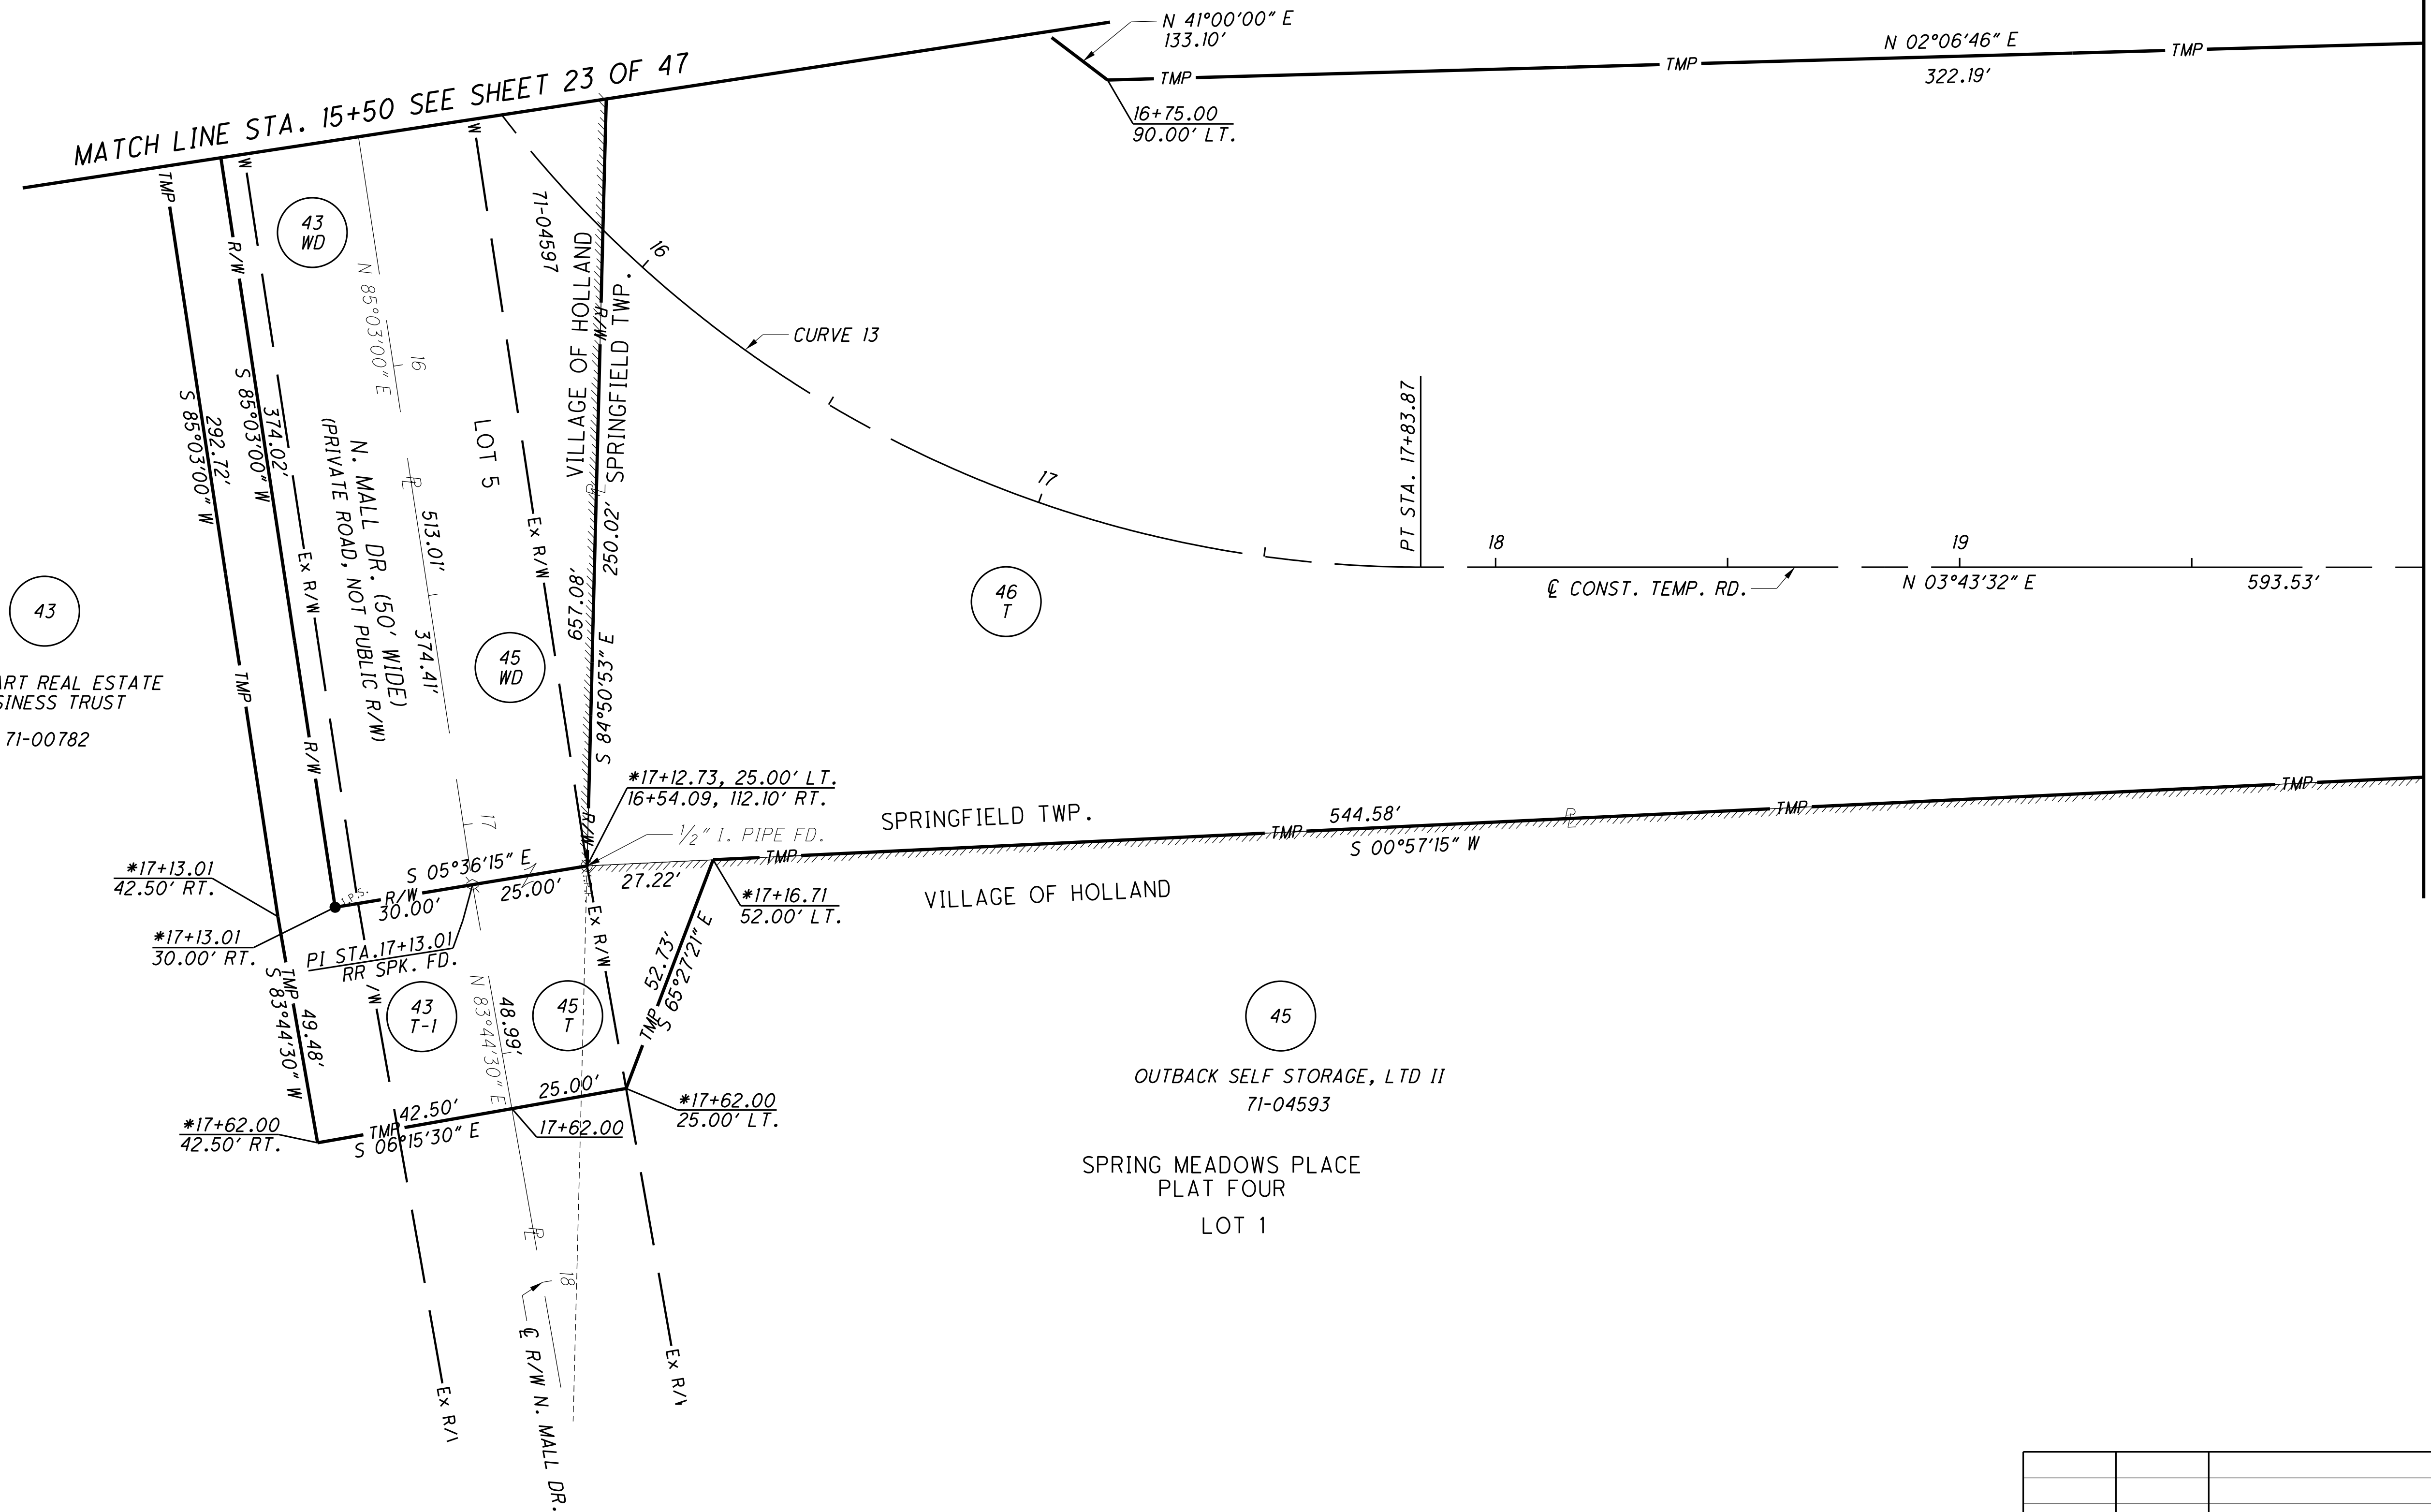 N 41°00'00" E
133.10'
N 02°06'46" E
TMP
TMP
TMP
322.19'
16+75.00
90.00' LT.
MATCH LINE STA. 15+50 SEE SHEET 23 OF 47
TMP
W
W
43
WD
R/W
292.72'
S 85°03'00" W
374.02'
S 85°03'00" W
N 85°03'00" E
16
71-04597
VILLAGE OF HOLLAND
SPRINGFIELD TWP.
R/W
16
CURVE 13
17
PT STA. 17+83.87
18
19
℄ CONST. TEMP. RD.
N 03°43'32" E
593.53'
LOT 5
N. MALL DR. (50' WIDE)
(PRIVATE ROAD, NOT PUBLIC R/W)
PL
513.01'
374.41'
Ex R/W
Ex R/W
PL
250.02'
657.08'
S 84°50'53" E
46
T
45
WD
43
ART REAL ESTATE
SINESS TRUST
71-00782
TMP
R/W
*17+12.73, 25.00' LT.
16+54.09, 112.10' RT.
R/W
1/2" I. PIPE FD.
17
SPRINGFIELD TWP.
TMP
TMP
544.58'
PL
TMP
TMP
S 00°57'15" W
VILLAGE OF HOLLAND
*17+13.01
42.50' RT.
I.P.S.
S 05°36'15" E
R/W
30.00'
25.00'
27.22'
*17+16.71
52.00' LT.
*17+13.01
30.00' RT.
PI STA. 17+13.01
RR SPK. FD.
Ex R/W
TMP
49.48'
S 83°44'30" W
/W
43
T-1
N 83°44'30" E
48.99'
45
T
52.73'
TMP
S 65°27'21" E
45
OUTBACK SELF STORAGE, LTD II
71-04593
*17+62.00
42.50' RT.
TMP
42.50'
S 06°15'30" E
25.00'
17+62.00
*17+62.00
25.00' LT.
SPRING MEADOWS PLACE
PLAT FOUR
LOT 1
PL
18
℄ R/W N. MALL DR.
Ex R/
Ex R/